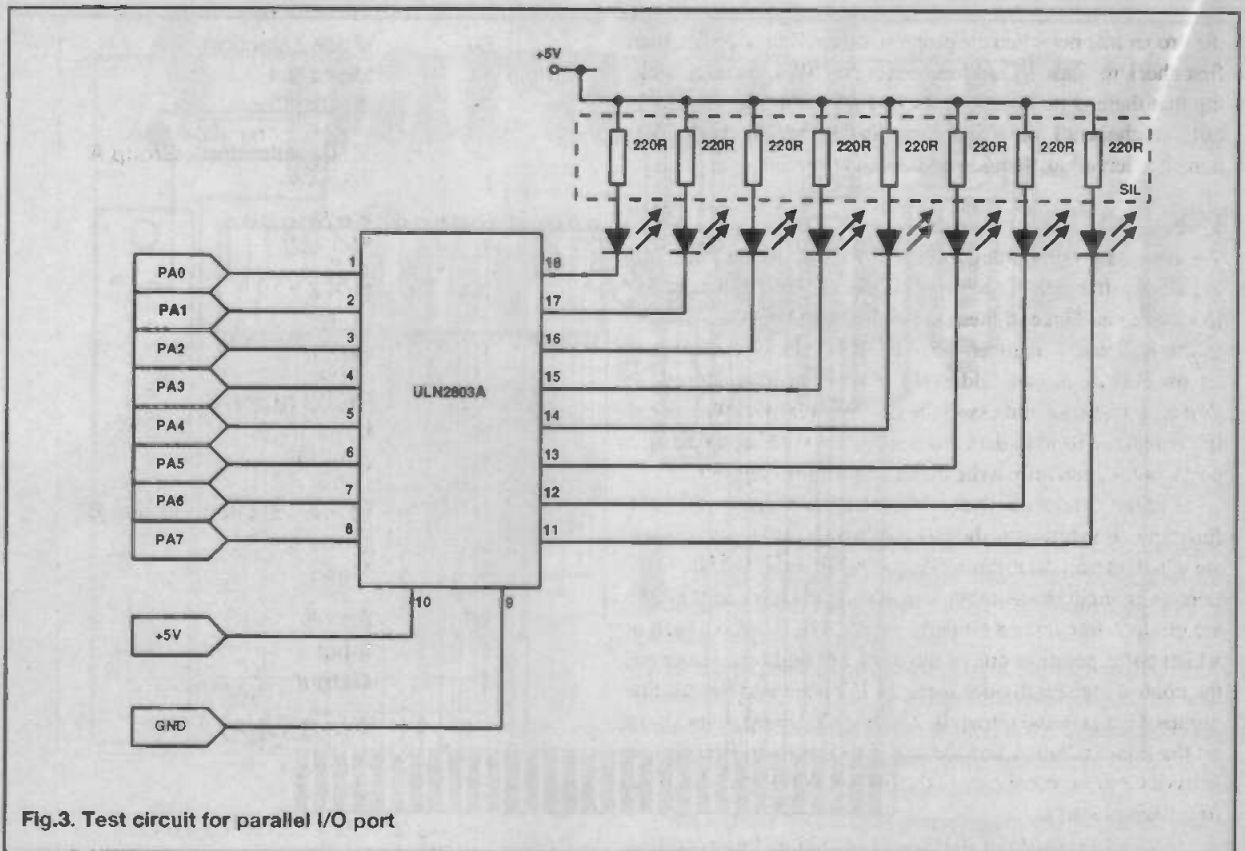 +5V
220R 220R 220R 220R 220R 220R 220R 220R
SIL
PA0 1 18
PA1 2 17
PA2 3 16
PA3 4 15
ULN2803A
PA4 5 14
PA5 6 13
PA6 7 12
PA7 8 11
10 9
+5V
GND
Fig.3. Test circuit for parallel I/O port